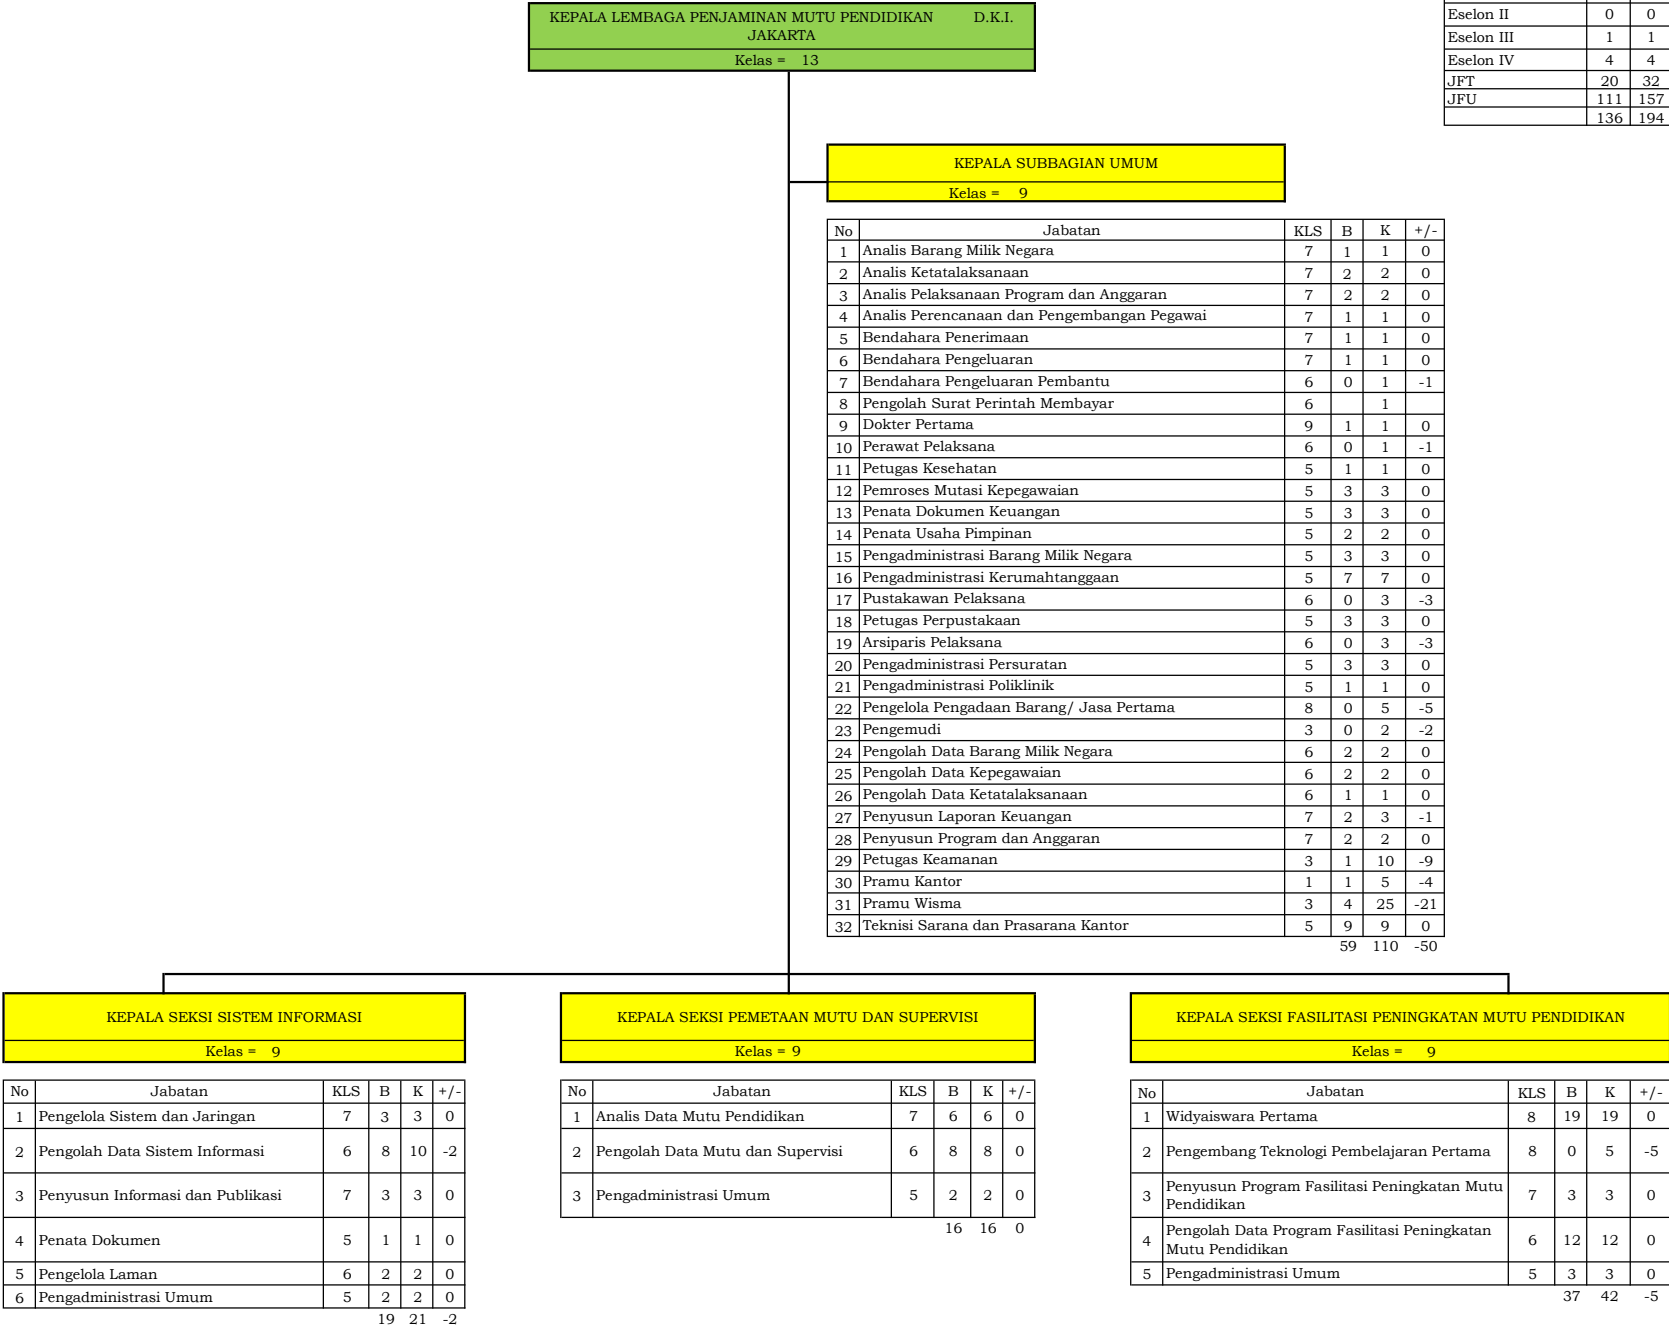 KEPALA LEMBAGA PENJAMINAN MUTU PENDIDIKAN D.K.I.
JAKARTA
Kelas = 13
Eselon II 0 0
Eselon III 1 1
Eselon IV 4 4
JFT 20 32
JFU 111 157
136 194
KEPALA SUBBAGIAN UMUM
Kelas = 9
No Jabatan KLS B K +/-
1 Analis Barang Milik Negara 7 1 1 0
2 Analis Ketatalaksanaan 7 2 2 0
3 Analis Pelaksanaan Program dan Anggaran 7 2 2 0
4 Analis Perencanaan dan Pengembangan Pegawai 7 1 1 0
5 Bendahara Penerimaan 7 1 1 0
6 Bendahara Pengeluaran 7 1 1 0
7 Bendahara Pengeluaran Pembantu 6 0 1 -1
8 Pengolah Surat Perintah Membayar 6 1
9 Dokter Pertama 9 1 1 0
10 Perawat Pelaksana 6 0 1 -1
11 Petugas Kesehatan 5 1 1 0
12 Pemroses Mutasi Kepegawaian 5 3 3 0
13 Penata Dokumen Keuangan 5 3 3 0
14 Penata Usaha Pimpinan 5 2 2 0
15 Pengadministrasi Barang Milik Negara 5 3 3 0
16 Pengadministrasi Kerumahtanggaan 5 7 7 0
17 Pustakawan Pelaksana 6 0 3 -3
18 Petugas Perpustakaan 5 3 3 0
19 Arsiparis Pelaksana 6 0 3 -3
20 Pengadministrasi Persuratan 5 3 3 0
21 Pengadministrasi Poliklinik 5 1 1 0
22 Pengelola Pengadaan Barang/ Jasa Pertama 8 0 5 -5
23 Pengemudi 3 0 2 -2
24 Pengolah Data Barang Milik Negara 6 2 2 0
25 Pengolah Data Kepegawaian 6 2 2 0
26 Pengolah Data Ketatalaksanaan 6 1 1 0
27 Penyusun Laporan Keuangan 7 2 3 -1
28 Penyusun Program dan Anggaran 7 2 2 0
29 Petugas Keamanan 3 1 10 -9
30 Pramu Kantor 1 1 5 -4
31 Pramu Wisma 3 4 25 -21
32 Teknisi Sarana dan Prasarana Kantor 5 9 9 0
59 110 -50
KEPALA SEKSI SISTEM INFORMASI
Kelas = 9
No Jabatan KLS B K +/-
1 Pengelola Sistem dan Jaringan 7 3 3 0
2 Pengolah Data Sistem Informasi 6 8 10 -2
3 Penyusun Informasi dan Publikasi 7 3 3 0
4 Penata Dokumen 5 1 1 0
5 Pengelola Laman 6 2 2 0
6 Pengadministrasi Umum 5 2 2 0
19 21 -2
KEPALA SEKSI PEMETAAN MUTU DAN SUPERVISI
Kelas = 9
No Jabatan KLS B K +/-
1 Analis Data Mutu Pendidikan 7 6 6 0
2 Pengolah Data Mutu dan Supervisi 6 8 8 0
3 Pengadministrasi Umum 5 2 2 0
16 16 0
KEPALA SEKSI FASILITASI PENINGKATAN MUTU PENDIDIKAN
Kelas = 9
No Jabatan KLS B K +/-
1 Widyaiswara Pertama 8 19 19 0
2 Pengembang Teknologi Pembelajaran Pertama 8 0 5 -5
3 Penyusun Program Fasilitasi Peningkatan Mutu
Pendidikan 7 3 3 0
4 Pengolah Data Program Fasilitasi Peningkatan
Mutu Pendidikan 6 12 12 0
5 Pengadministrasi Umum 5 3 3 0
37 42 -5